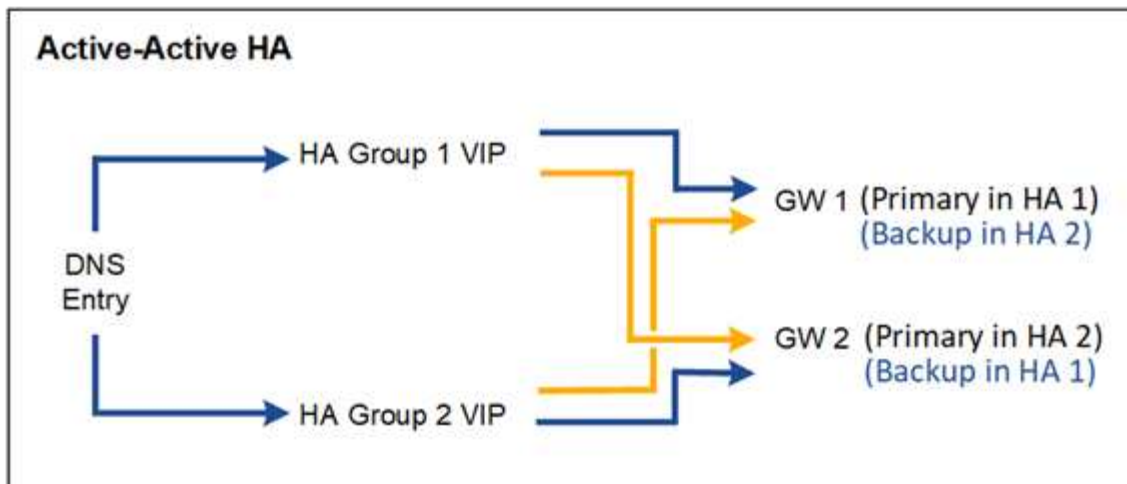 Active-Active HA
HA Group 1 VIP
GW 1 (Primary in HA 1)
(Backup in HA 2)
DNS
Entry
GW 2 (Primary in HA 2)
(Backup in HA 1)
HA Group 2 VIP